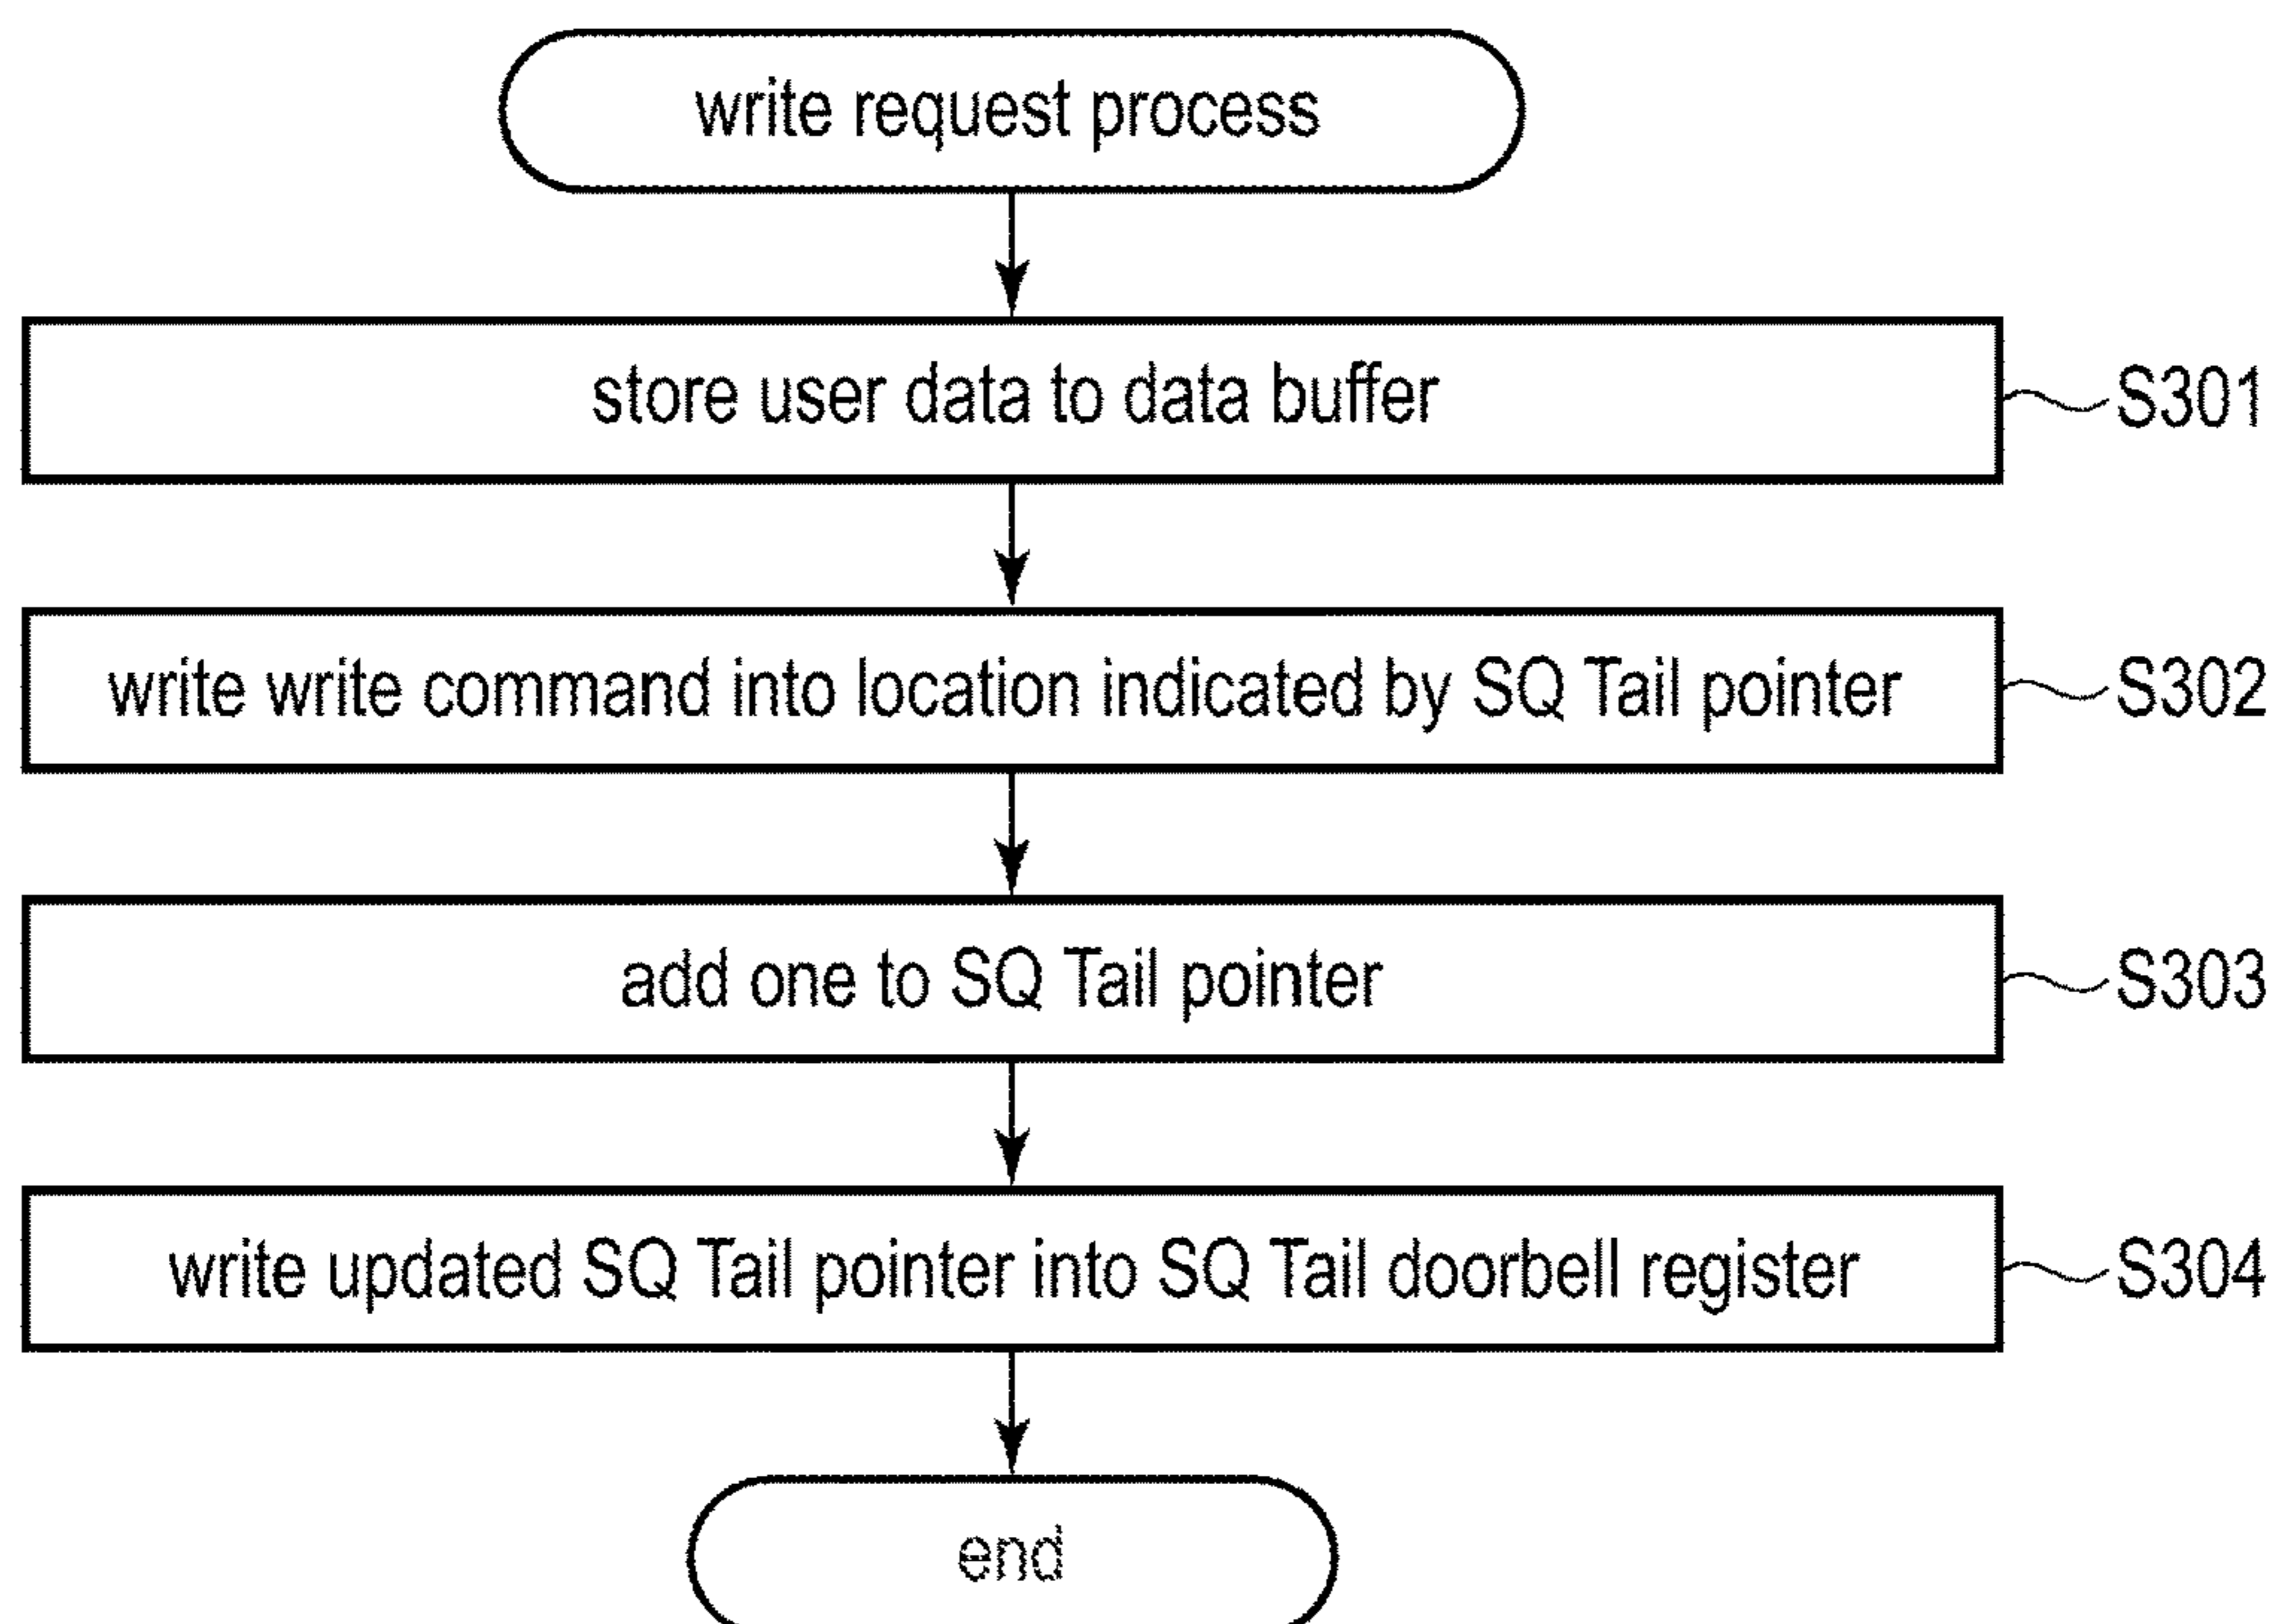 write request process
store user data to data buffer
S301
write write command into location indicated by SQ Tail pointer
S302
add one to SQ Tail pointer
S303
write updated SQ Tail pointer into SQ Tail doorbell register
S304
end